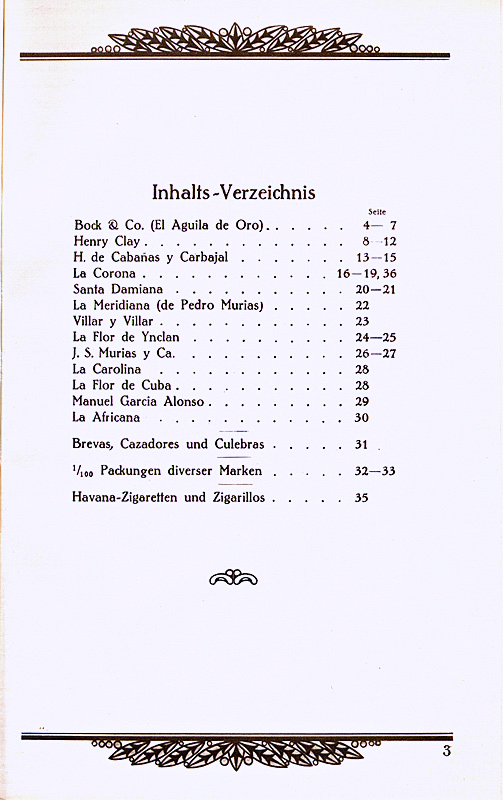 Inhalts-Verzeichnis
Seite
Bock & Co. (El Aguila de Oro) . . . . . . 4—7
Henry Clay . . . . . . . . . . . . . 8—12
H. de Cabañas y Carbajal . . . . . . . 13—15
La Corona . . . . . . . . . . . . 16—19, 36
Santa Damiana . . . . . . . . . . . 20—21
La Meridiana (de Pedro Murias) . . . . . 22
Villar y Villar . . . . . . . . . . . . 23
La Flor de Ynclan . . . . . . . . . . 24—25
J. S. Murias y Ca. . . . . . . . . . . 26—27
La Carolina . . . . . . . . . . . . 28
La Flor de Cuba . . . . . . . . . . . 28
Manuel Garcia Alonso . . . . . . . . . 29
La Africana . . . . . . . . . . . . 30
Brevas, Cazadores und Culebras . . . . . 31
1/100 Packungen diverser Marken . . . . . 32—33
Havana-Zigaretten und Zigarillos . . . . . 35
3